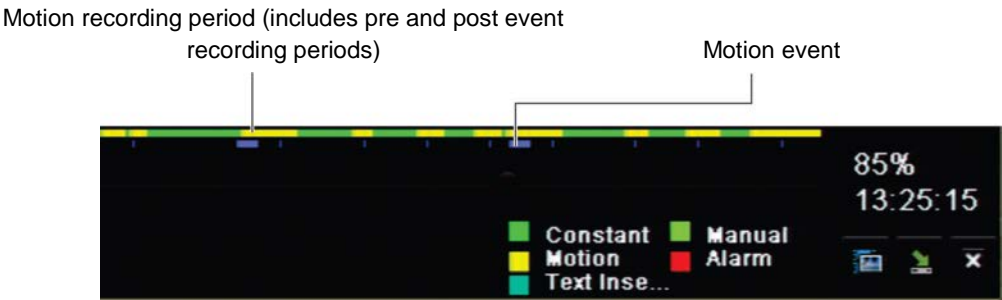 Motion recording period (includes pre and post event
recording periods)
Motion event
85%
13:25:15
Constant
Manual
Motion
Alarm
Text Inse...